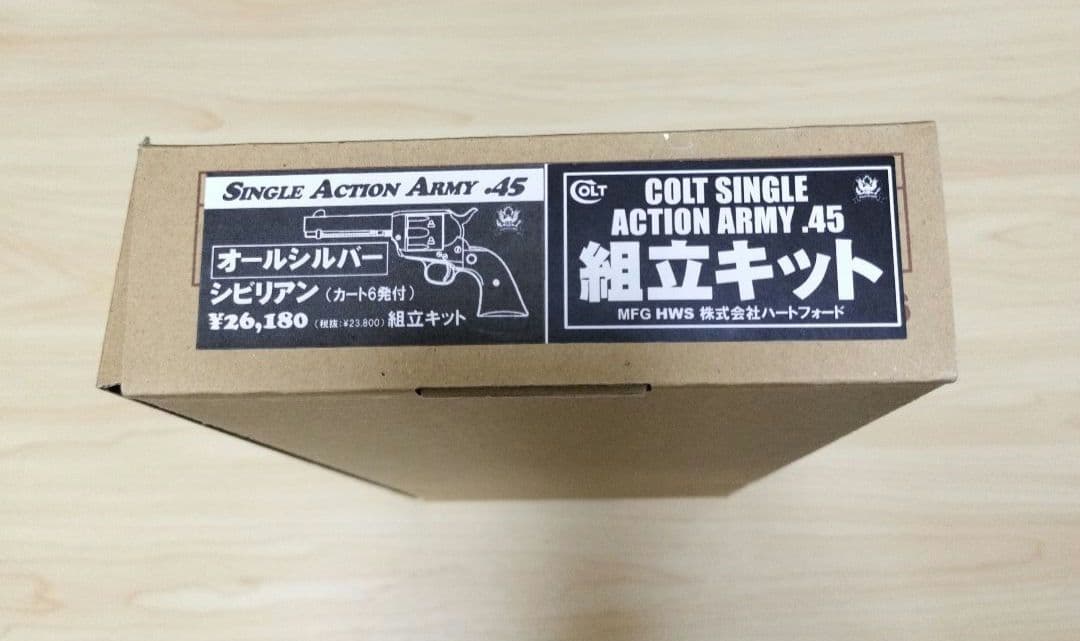 SINGLE ACTION ARMY .45
オールシルバー
シビリアン（カート6発付）
¥26,180（税抜:¥23,800）組立キット
COLT
COLT SINGLE
ACTION ARMY .45
組立キット
MFG HWS 株式会社ハートフォード